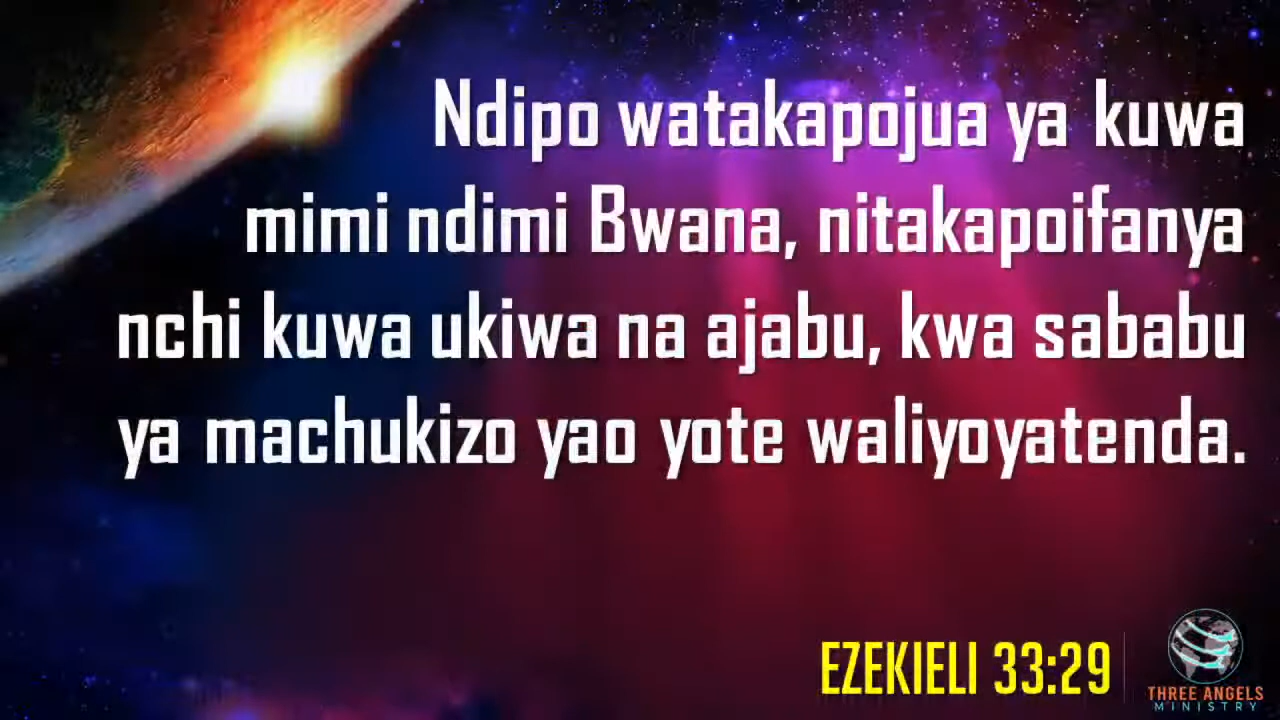 Ndipo watakapojua ya kuwa
mimi ndimi Bwana, nitakapoifanya
nchi kuwa ukiwa na ajabu, kwa sababu
ya machukizo yao yote waliyoyatenda.
EZEKIELI 33:29
THREE ANGELS
MINISTRY